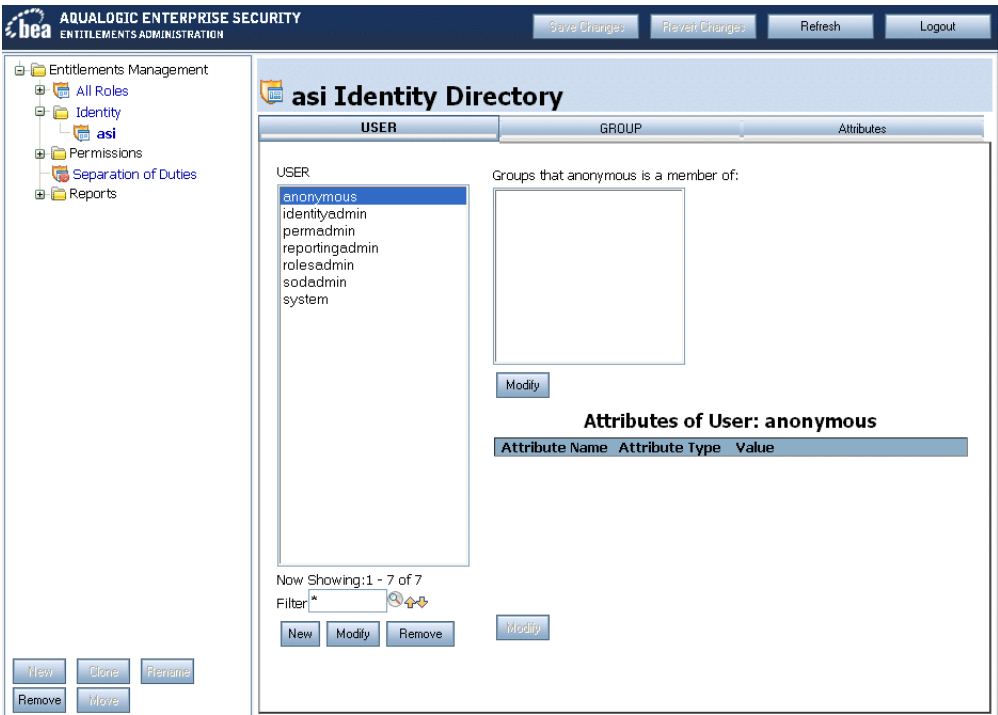 bea
AQUALOGIC ENTERPRISE SECURITY
ENTITLEMENTS ADMINISTRATION
Save Changes
Revert Changes
Refresh
Logout
Entitlements Management
All Roles
Identity
asi
Permissions
Separation of Duties
Reports
New
Clone
Rename
Remove
Move
asi Identity Directory
USER
GROUP
Attributes
USER
anonymous
identityadmin
permadmin
reportingadmin
rolesadmin
sodadmin
system
Now Showing:1 - 7 of 7
Filter *
New
Modify
Remove
Groups that anonymous is a member of:
Modify
Attributes of User: anonymous
Attribute Name Attribute Type Value
Modify